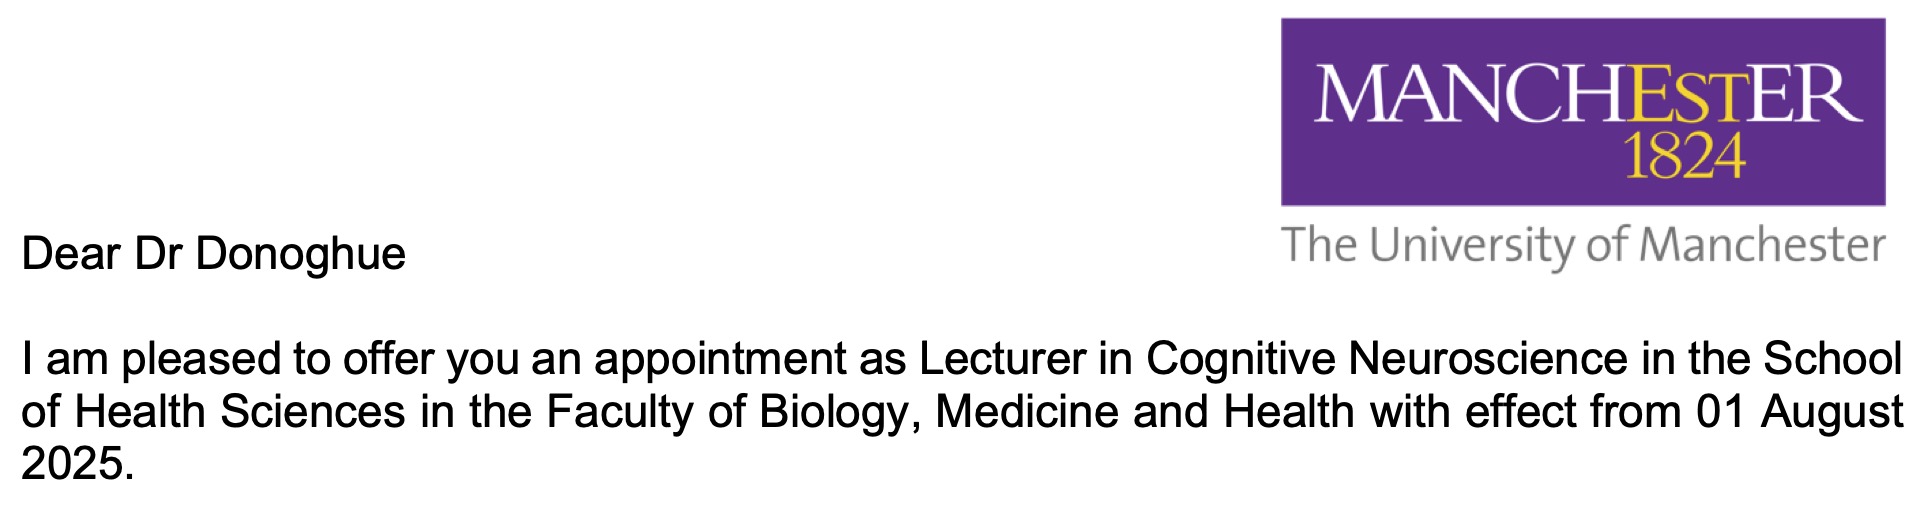 MANCHESTER
1824
The University of Manchester
Dear Dr Donoghue
I am pleased to offer you an appointment as Lecturer in Cognitive Neuroscience in the School
of Health Sciences in the Faculty of Biology, Medicine and Health with effect from 01 August
2025.